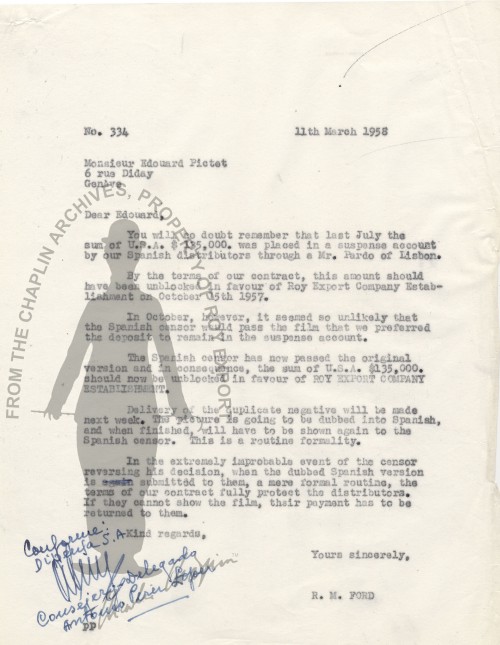 No. 334 11th March 1958
Monsieur Edouard Pictet
6 rue Diday
Genève
Dear Edouard,
You will no doubt remember that last July the
sum of U.S.A. $ 135,000. was placed in a suspense account
by our Spanish distributors through a Mr. Pardo of Lisbon.
By the terms of our contract, this amount should
have been unblocked in favour of Roy Export Company Estab-
lishment on October 15th 1957.
In October, however, it seemed so unlikely that
the Spanish censor would pass the film that we preferred
the deposit to remain in the suspense account.
The Spanish censor has now passed the original
version and in consequence, the sum of U.S.A. $135,000.
should now be unblocked in favour of ROY EXPORT COMPANY
ESTABLISHMENT.
Delivery of the duplicate negative will be made
next week. The picture is going to be dubbed into Spanish,
and when finished, will have to be shown again to the
Spanish censor. This is a routine formality.
In the extremely improbable event of the censor
reversing his decision, when the dubbed Spanish version
is submitted to them, a mere formal routine, the
terms of our contract fully protect the distributors.
If they cannot show the film, their payment has to be
returned to them.
Kind regards,
Yours sincerely,
R. M. FORD
Conforme:
S.A.
Consejero Delegado
Antonio
PP
FROM THE CHAPLIN ARCHIVES, PROPERTY OF ROY EXPORT